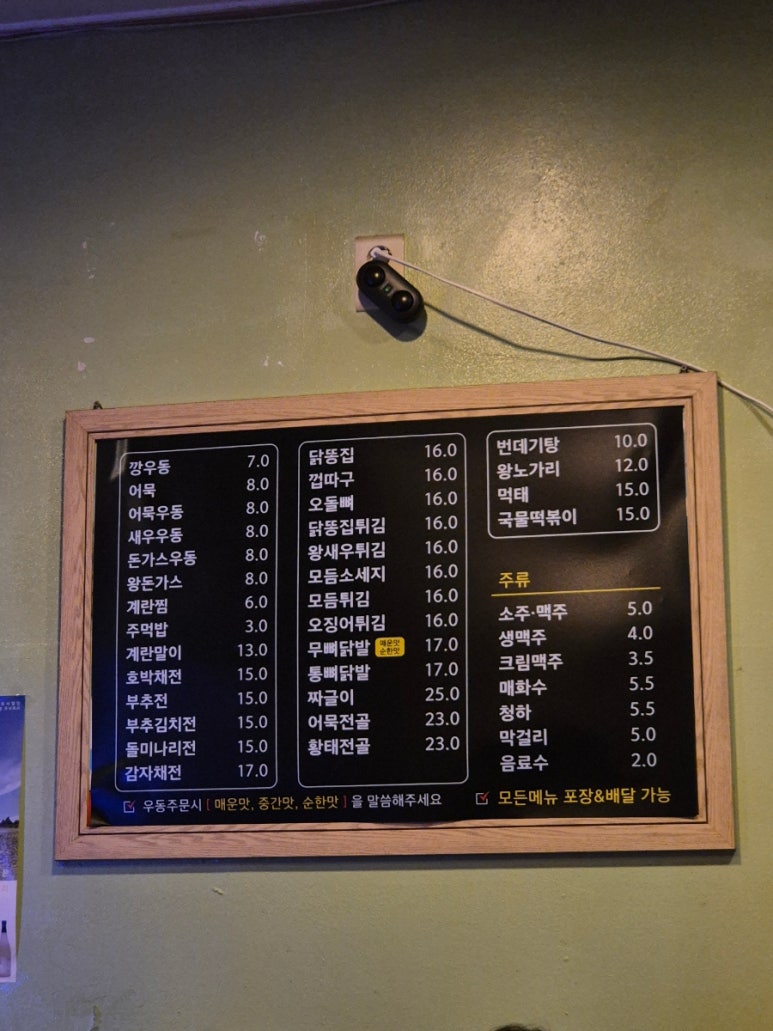 깡우동 7.0
어묵 8.0
어묵우동 8.0
새우우동 8.0
돈가스우동 8.0
왕돈가스 8.0
계란찜 6.0
주먹밥 3.0
계란말이 13.0
호박채전 15.0
부추전 15.0
부추김치전 15.0
돌미나리전 15.0
감자채전 17.0
닭똥집 16.0
껍따구 16.0
오돌뼈 16.0
닭똥집튀김 16.0
왕새우튀김 16.0
모듬소세지 16.0
모듬튀김 16.0
오징어튀김 16.0
무뼈닭발 매운맛 순한맛 17.0
통뼈닭발 17.0
짜글이 25.0
어묵전골 23.0
황태전골 23.0
번데기탕 10.0
왕노가리 12.0
먹태 15.0
국물떡볶이 15.0
주류
소주·맥주 5.0
생맥주 4.0
크림맥주 3.5
매화수 5.5
청하 5.5
막걸리 5.0
음료수 2.0
우동주문시 [ 매운맛, 중간맛, 순한맛 ] 을 말씀해주세요
모든메뉴 포장&배달 가능